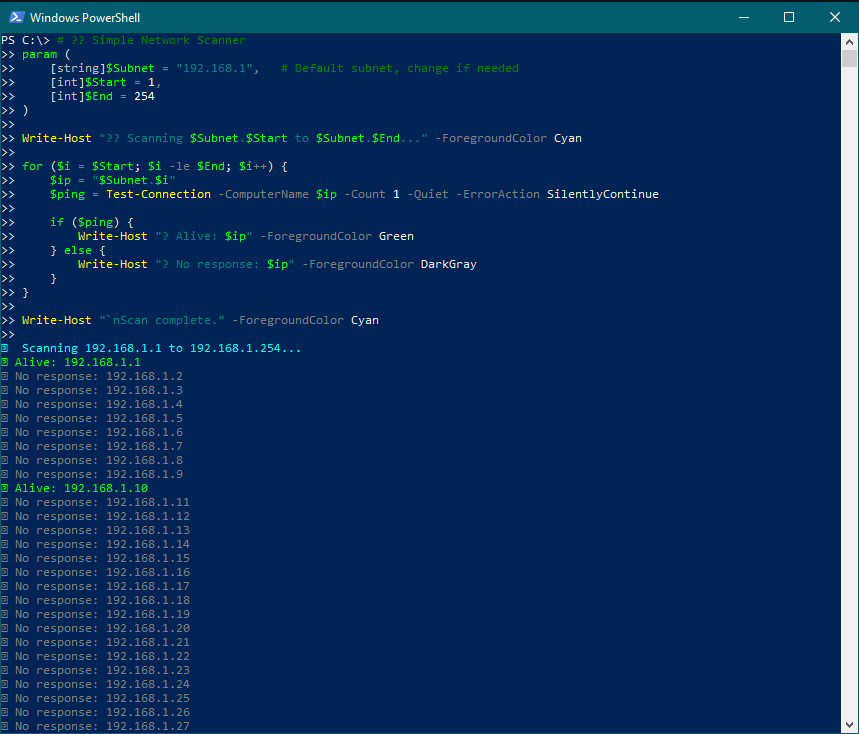 Windows PowerShell
PS C:\> # ?? Simple Network Scanner
>> param (
>>     [string]$Subnet = "192.168.1",   # Default subnet, change if needed
>>     [int]$Start = 1,
>>     [int]$End = 254
>> )
>>
>> Write-Host "?? Scanning $Subnet.$Start to $Subnet.$End..." -ForegroundColor Cyan
>>
>> for ($i = $Start; $i -le $End; $i++) {
>>     $ip = "$Subnet.$i"
>>     $ping = Test-Connection -ComputerName $ip -Count 1 -Quiet -ErrorAction SilentlyContinue
>>
>>     if ($ping) {
>>         Write-Host "? Alive: $ip" -ForegroundColor Green
>>     } else {
>>         Write-Host "? No response: $ip" -ForegroundColor DarkGray
>>     }
>> }
>>
>> Write-Host "`nScan complete." -ForegroundColor Cyan
>>
Scanning 192.168.1.1 to 192.168.1.254...
Alive: 192.168.1.1
No response: 192.168.1.2
No response: 192.168.1.3
No response: 192.168.1.4
No response: 192.168.1.5
No response: 192.168.1.6
No response: 192.168.1.7
No response: 192.168.1.8
No response: 192.168.1.9
Alive: 192.168.1.10
No response: 192.168.1.11
No response: 192.168.1.12
No response: 192.168.1.13
No response: 192.168.1.14
No response: 192.168.1.15
No response: 192.168.1.16
No response: 192.168.1.17
No response: 192.168.1.18
No response: 192.168.1.19
No response: 192.168.1.20
No response: 192.168.1.21
No response: 192.168.1.22
No response: 192.168.1.23
No response: 192.168.1.24
No response: 192.168.1.25
No response: 192.168.1.26
No response: 192.168.1.27